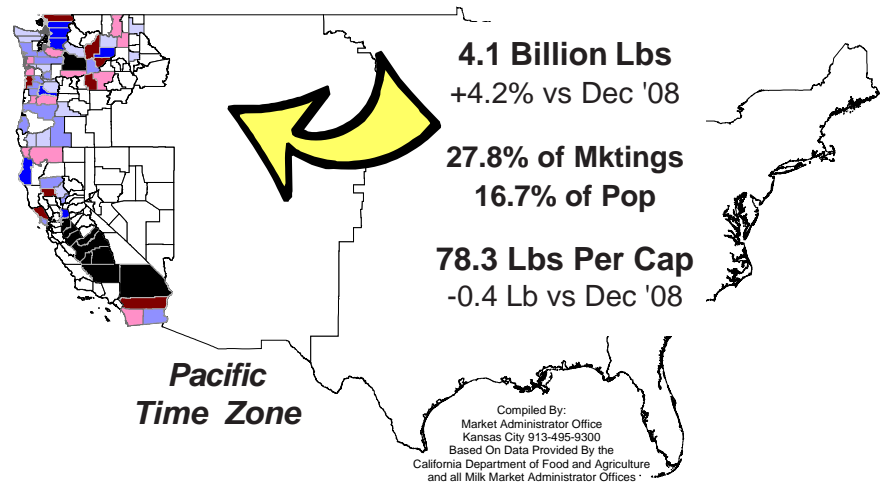 4.1 Billion Lbs
+4.2% vs Dec '08
27.8% of Mktings
16.7% of Pop
78.3 Lbs Per Cap
-0.4 Lb vs Dec '08
Pacific
Time Zone
Compiled By:
Market Administrator Office
Kansas City 913-495-9300
Based On Data Provided By the
California Department of Food and Agriculture
and all Milk Market Administrator Offices